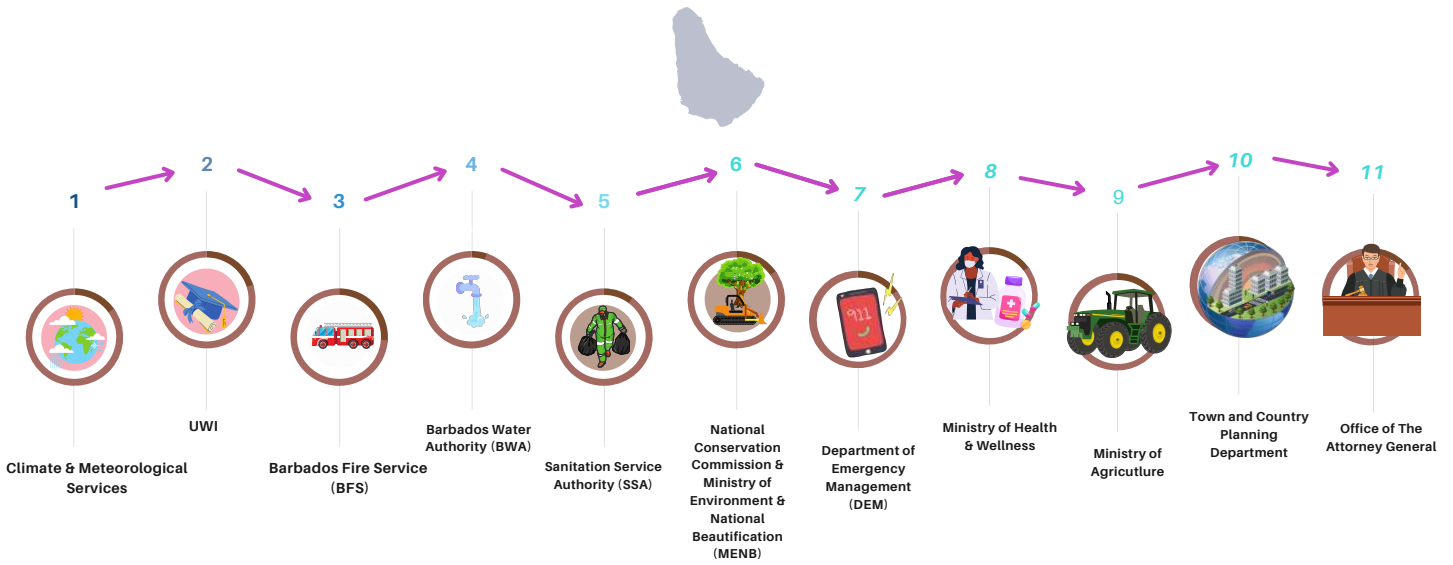 1
2
3
4
5
6
7
8
9
10
11
911
Climate & Meteorological
Services
UWI
Barbados Fire Service
(BFS)
Barbados Water
Authority (BWA)
Sanitation Service
Authority (SSA)
National
Conservation
Commission &
Ministry of
Environment &
National
Beautification
(MENB)
Department of
Emergency
Management
(DEM)
Ministry of Health
& Wellness
Ministry of
Agricutlure
Town and Country
Planning
Department
Office of The
Attorney General